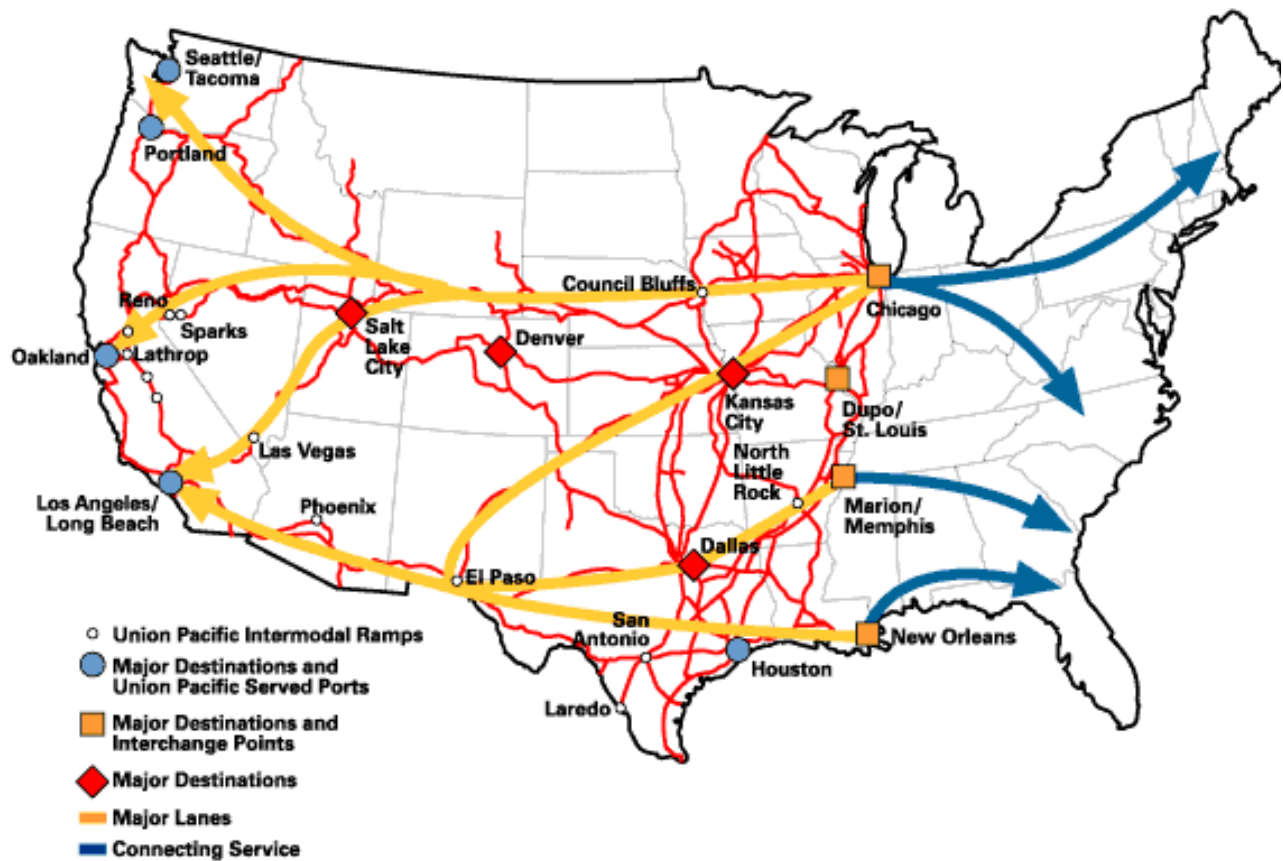 Seattle/
Tacoma
Portland
Reno
Sparks
Oakland
Lathrop
Salt
Lake
City
Denver
Council Bluffs
Chicago
Kansas
City
Dupo/
St. Louis
Las Vegas
North
Little
Rock
Los Angeles/
Long Beach
Phoenix
Marion/
Memphis
Dallas
El Paso
San
Antonio
New Orleans
Houston
Laredo
Union Pacific Intermodal Ramps
Major Destinations and
Union Pacific Served Ports
Major Destinations and
Interchange Points
Major Destinations
Major Lanes
Connecting Service